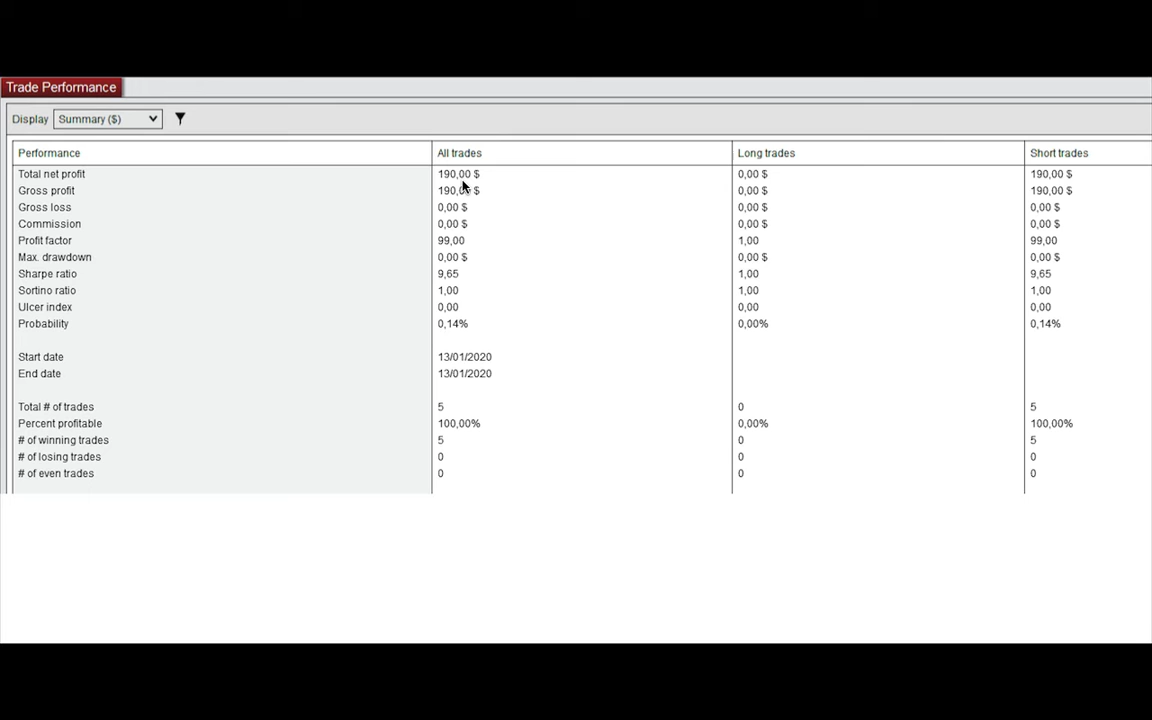 Trade Performance
Display Summary ($)
Performance All trades Long trades Short trades
Total net profit 190,00 $ 0,00 $ 190,00 $
Gross profit 190,00 $ 0,00 $ 190,00 $
Gross loss 0,00 $ 0,00 $ 0,00 $
Commission 0,00 $ 0,00 $ 0,00 $
Profit factor 99,00 1,00 99,00
Max. drawdown 0,00 $ 0,00 $ 0,00 $
Sharpe ratio 9,65 1,00 9,65
Sortino ratio 1,00 1,00 1,00
Ulcer index 0,00 0,00 0,00
Probability 0,14% 0,00% 0,14%
Start date 13/01/2020
End date 13/01/2020
Total # of trades 5 0 5
Percent profitable 100,00% 0,00% 100,00%
# of winning trades 5 0 5
# of losing trades 0 0 0
# of even trades 0 0 0